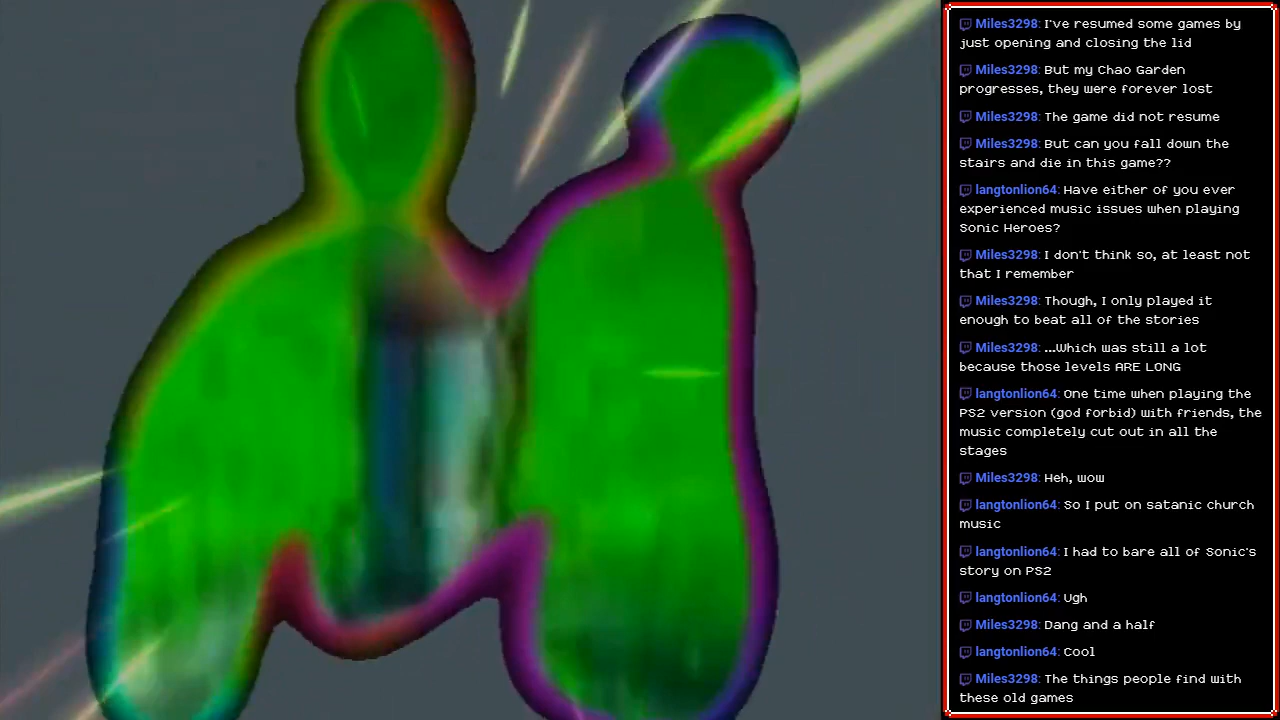 Miles3298: I've resumed some games by
just opening and closing the lid
Miles3298: But my Chao Garden
progresses, they were forever lost
Miles3298: The game did not resume
Miles3298: But can you fall down the
stairs and die in this game??
langtonlion64: Have either of you ever
experienced music issues when playing
Sonic Heroes?
Miles3298: I don't think so, at least not
that I remember
Miles3298: Though, I only played it
enough to beat all of the stories
Miles3298: ...Which was still a lot
because those levels ARE LONG
langtonlion64: One time when playing the
PS2 version (god forbid) with friends, the
music completely cut out in all the
stages
Miles3298: Heh, wow
langtonlion64: So I put on satanic church
music
langtonlion64: I had to bare all of Sonic's
story on PS2
langtonlion64: Ugh
Miles3298: Dang and a half
langtonlion64: Cool
Miles3298: The things people find with
these old games